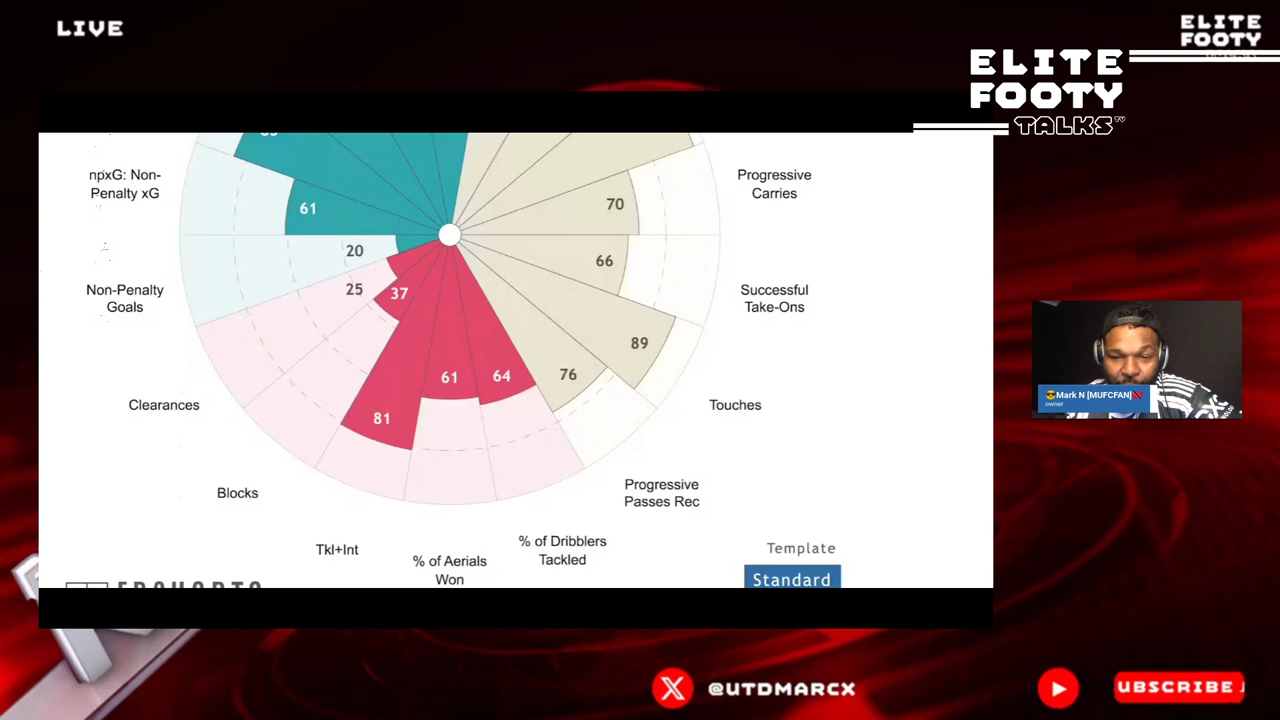 LIVE
ELITE
FOOTY
ELITE
FOOTY
TALKS TV
npxG: Non-
Penalty xG
61
Progressive
Carries
70
20
66
Non-Penalty
Goals
25
37
Successful
Take-Ons
89
76
61
64
81
Clearances
Touches
Blocks
Progressive
Passes Rec
Tkl+Int
% of Aerials
Won
% of Dribblers
Tackled
Template
Standard
Mark N [MUFCFAN]
owner
@UTDMARCX
UBSCRIBE